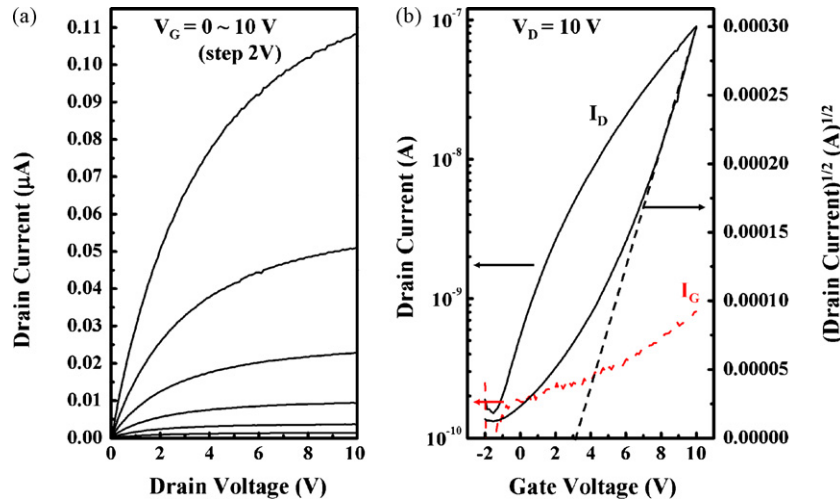 (a)
V_G = 0 ~ 10 V
(step 2V)
0.11
0.10
0.09
0.08
0.07
0.06
0.05
0.04
0.03
0.02
0.01
0.00
Drain Current (μA)
0 2 4 6 8 10
Drain Voltage (V)
(b)
V_D = 10 V
10⁻⁷
10⁻⁸
10⁻⁹
10⁻¹⁰
Drain Current (A)
I_D
I_G
0.00030
0.00025
0.00020
0.00015
0.00010
0.00005
0.00000
(Drain Current)^1/2 (A)^1/2
-2 0 2 4 6 8 10
Gate Voltage (V)